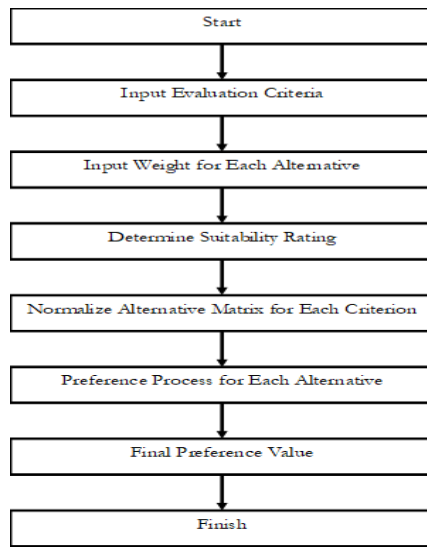 Start
Input Evaluation Criteria
Input Weight for Each Alternative
Determine Suitability Rating
Normalize Alternative Matrix for Each Criterion
Preference Process for Each Alternative
Final Preference Value
Finish